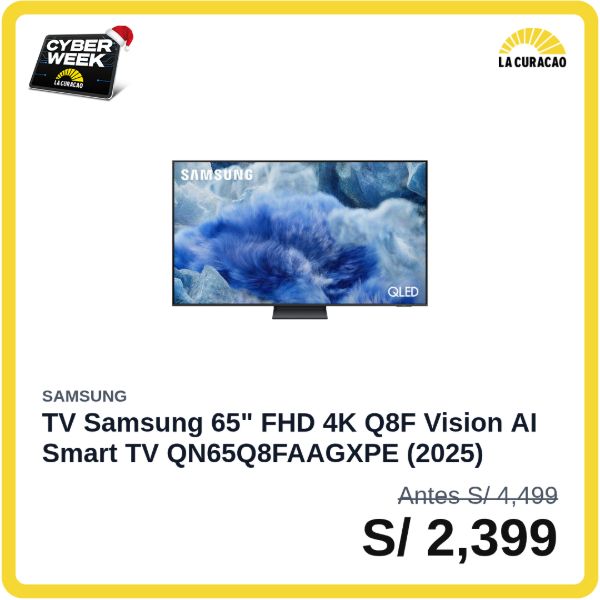 CYBER
WEEK
LA CURACAO
LA CURACAO
SAMSUNG
QLED
SAMSUNG
TV Samsung 65" FHD 4K Q8F Vision AI
Smart TV QN65Q8FAAGXPE (2025)
Antes S/ 4,499
S/ 2,399